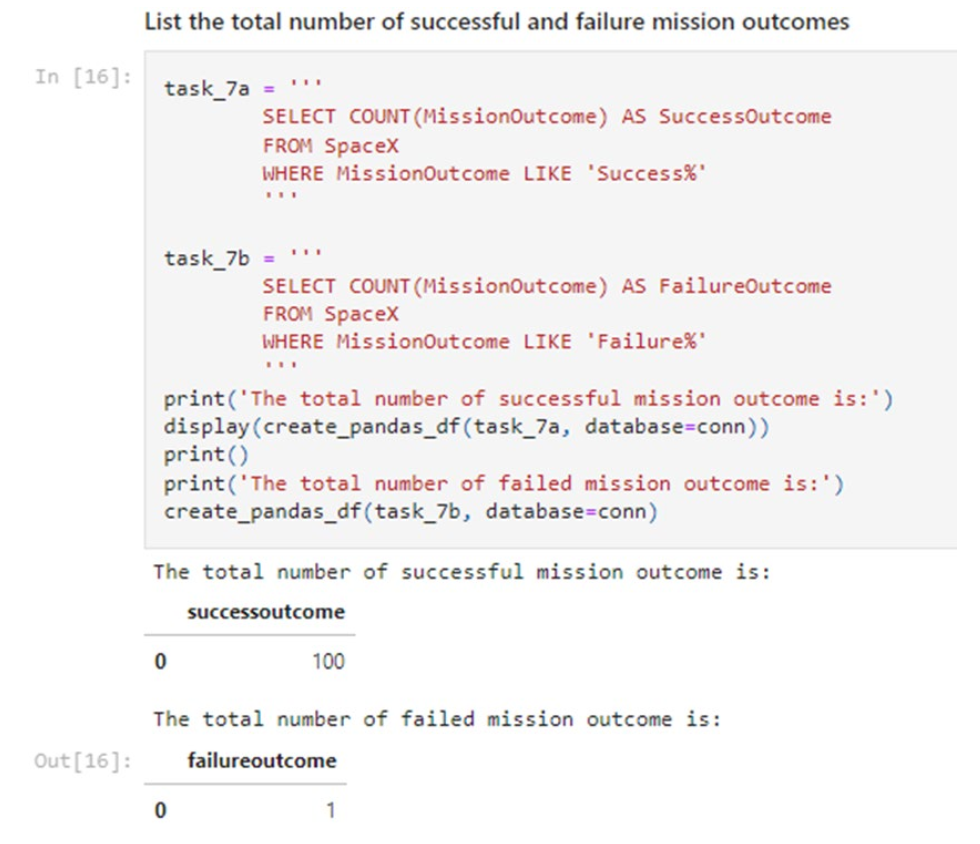 List the total number of successful and failure mission outcomes
In [16]:
task_7a = '''
SELECT COUNT(MissionOutcome) AS SuccessOutcome
FROM SpaceX
WHERE MissionOutcome LIKE 'Success%'
'''
task_7b = '''
SELECT COUNT(MissionOutcome) AS FailureOutcome
FROM SpaceX
WHERE MissionOutcome LIKE 'Failure%'
'''
print('The total number of successful mission outcome is:')
display(create_pandas_df(task_7a, database=conn))
print()
print('The total number of failed mission outcome is:')
create_pandas_df(task_7b, database=conn)
The total number of successful mission outcome is:
successoutcome
0 100
The total number of failed mission outcome is:
Out[16]:
failureoutcome
0 1